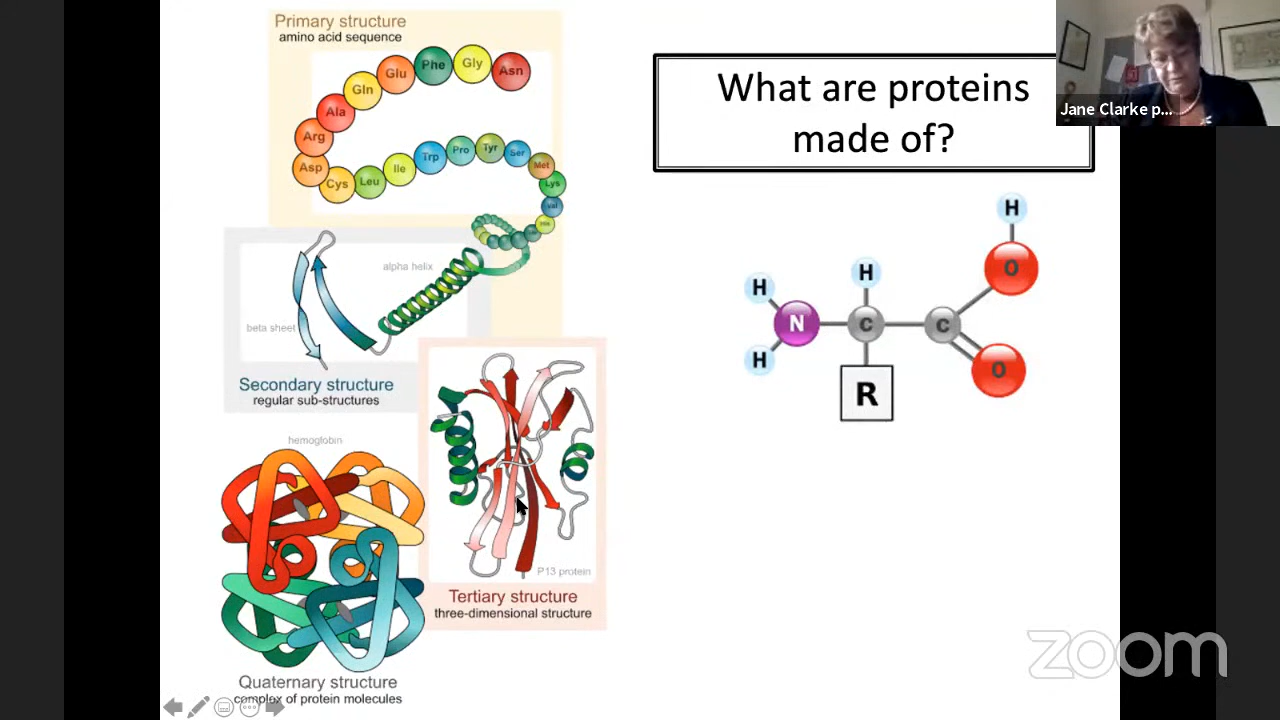 Primary structure
amino acid sequence
Asn
Gly
Phe
Glu
Gln
Ala
Arg
Asp
Cys
Leu
Ile
Trp
Pro
Tyr
Ser
Met
Lys
Val
His
alpha helix
beta sheet
Secondary structure
regular sub-structures
P13 protein
Tertiary structure
three-dimensional structure
hemoglobin
Quaternary structure
complex of protein molecules
What are proteins
made of?
H
O
H
H
N
C
C
H
O
R
Jane Clarke p...
zoom